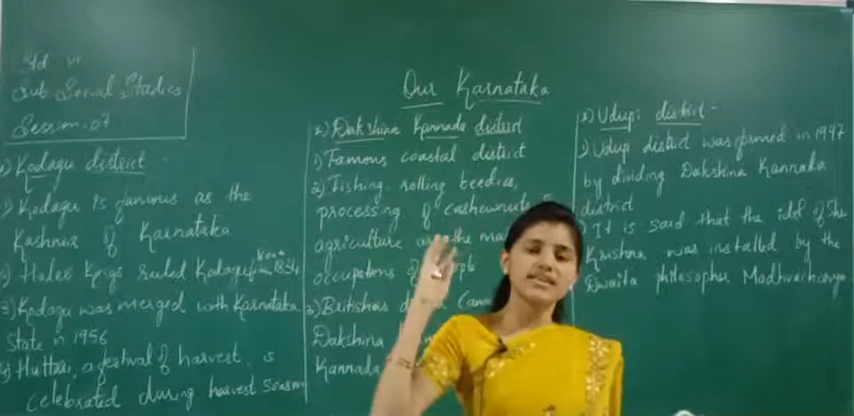 Std VI
Sub Social Studies
Session-07
Our Karnataka
1) Kodagu district
1) Kodagu is famous as the
Kashmir of Karnataka
2) Haleri Kings ruled Kodagu 1834
3) Kodagu was merged with Karnataka
State in 1956
4) Huttari, a festival of harvest, is
celebrated during harvest season
2) Dakshina Kannada district
1) Famous coastal district
2) Fishing, rolling beedies,
processing of cashewnuts
agriculture are the
occupations of
3) Britishers
Dakshina
Kannada
Udupi district-
1) Udupi district was formed in 1997
by dividing Dakshina Kannada
district
It is said that the idol of Shr
Krishna was installed by the
Dwaita philosopher Madhvacharya